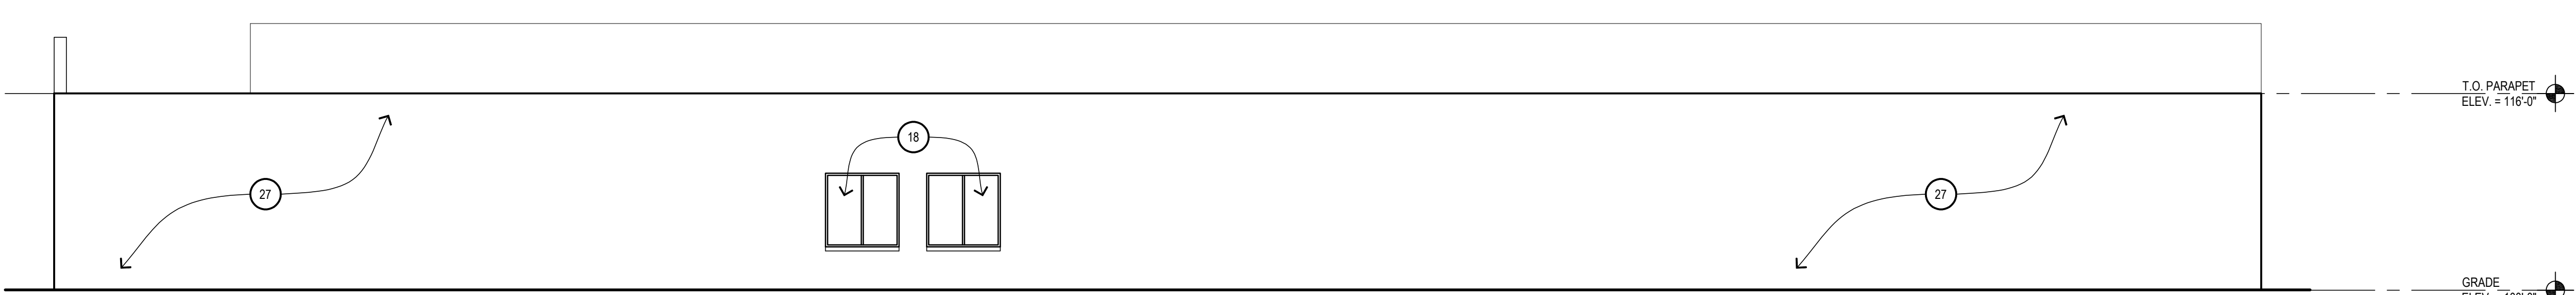 T.O. PARAPET
ELEV. = 116'-0"
18
27
27
GRADE